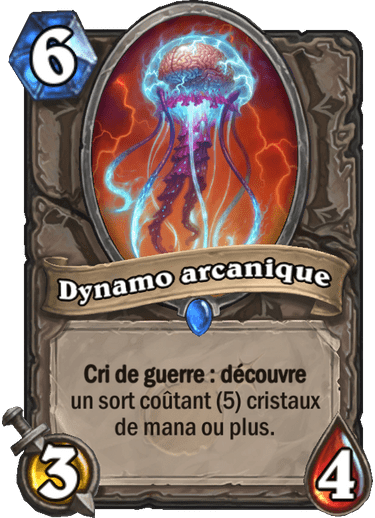 6
Dynamo arcanique
Cri de guerre : découvre
un sort coûtant (5) cristaux
de mana ou plus.
3
4